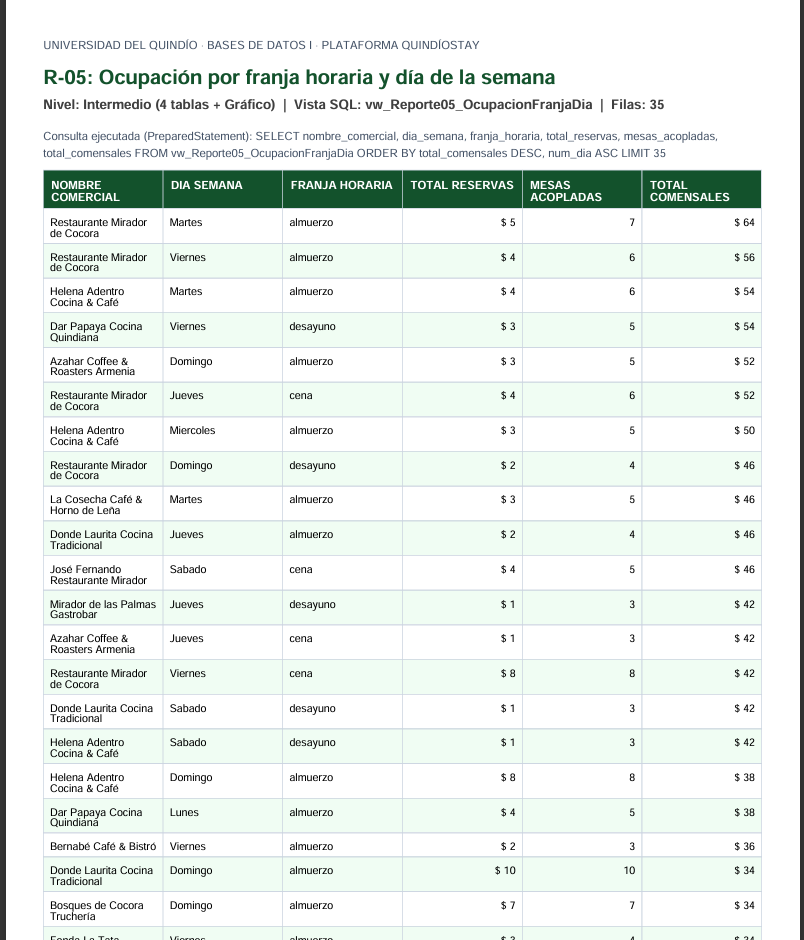 UNIVERSIDAD DEL QUINDÍO · BASES DE DATOS I · PLATAFORMA QUINDÍOSTAY
R-05: Ocupación por franja horaria y día de la semana
Nivel: Intermedio (4 tablas + Gráfico) | Vista SQL: vw_Reporte05_OcupacionFranjaDia | Filas: 35
Consulta ejecutada (PreparedStatement): SELECT nombre_comercial, dia_semana, franja_horaria, total_reservas, mesas_acopladas,
total_comensales FROM vw_Reporte05_OcupacionFranjaDia ORDER BY total_comensales DESC, num_dia ASC LIMIT 35
NOMBRE COMERCIAL DIA SEMANA FRANJA HORARIA TOTAL RESERVAS MESAS ACOPLADAS TOTAL COMENSALES
Restaurante Mirador de Cocora Martes almuerzo $ 5 7 $ 64
Restaurante Mirador de Cocora Viernes almuerzo $ 4 6 $ 56
Helena Adentro Cocina & Café Martes almuerzo $ 4 6 $ 54
Dar Papaya Cocina Quindiana Viernes desayuno $ 3 5 $ 54
Azahar Coffee & Roasters Armenia Domingo almuerzo $ 3 5 $ 52
Restaurante Mirador de Cocora Jueves cena $ 4 6 $ 52
Helena Adentro Cocina & Café Miercoles almuerzo $ 3 5 $ 50
Restaurante Mirador de Cocora Domingo desayuno $ 2 4 $ 46
La Cosecha Café & Horno de Leña Martes almuerzo $ 3 5 $ 46
Donde Laurita Cocina Tradicional Jueves almuerzo $ 2 4 $ 46
José Fernando Restaurante Mirador Sabado cena $ 4 5 $ 46
Mirador de las Palmas Gastrobar Jueves desayuno $ 1 3 $ 42
Azahar Coffee & Roasters Armenia Jueves cena $ 1 3 $ 42
Restaurante Mirador de Cocora Viernes cena $ 8 8 $ 42
Donde Laurita Cocina Tradicional Sabado desayuno $ 1 3 $ 42
Helena Adentro Cocina & Café Sabado desayuno $ 1 3 $ 42
Helena Adentro Cocina & Café Domingo almuerzo $ 8 8 $ 38
Dar Papaya Cocina Quindiana Lunes almuerzo $ 4 5 $ 38
Bernabé Café & Bistró Viernes almuerzo $ 2 3 $ 36
Donde Laurita Cocina Tradicional Domingo almuerzo $ 10 10 $ 34
Bosques de Cocora Truchería Domingo almuerzo $ 7 7 $ 34
Viernes almuerzo